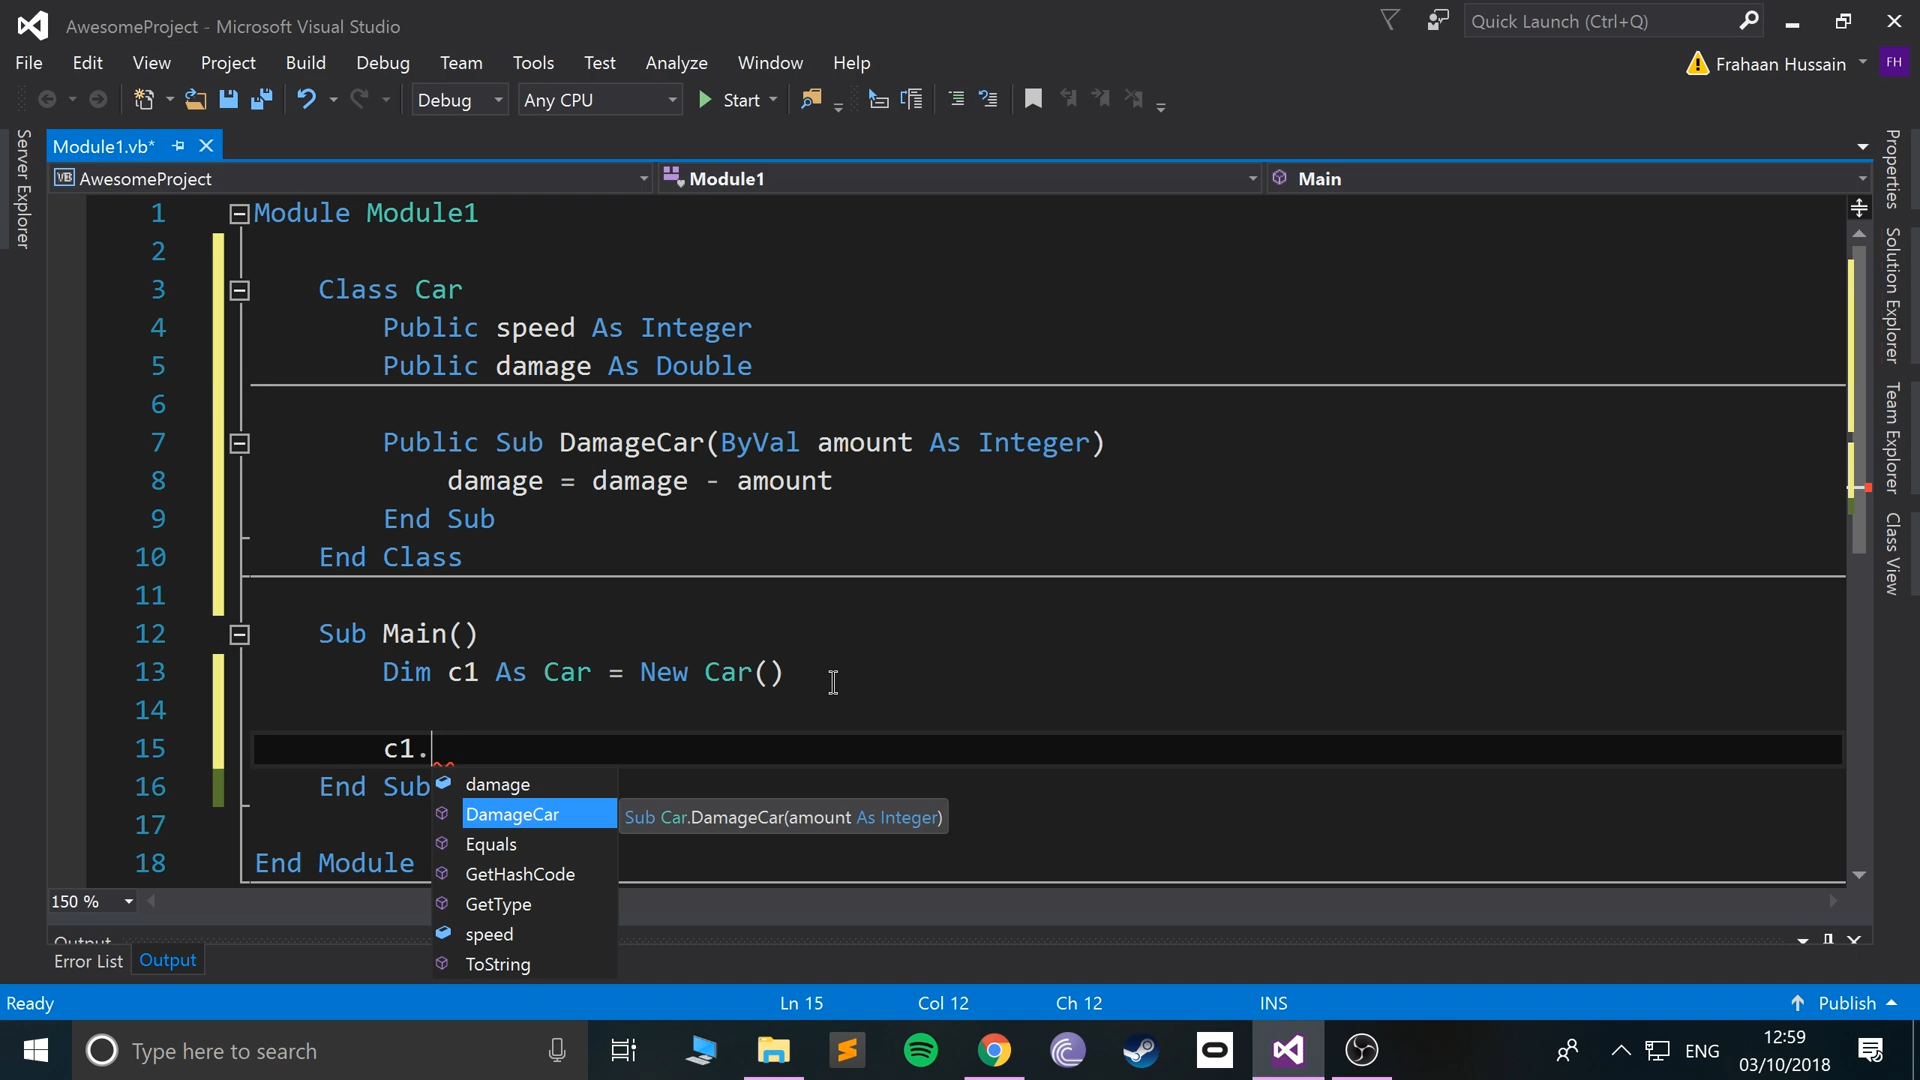 AwesomeProject - Microsoft Visual Studio
Quick Launch (Ctrl+Q)
File Edit View Project Build Debug Team Tools Test Analyze Window Help
Frahaan Hussain FH
Debug Any CPU Start
Server Explorer
Module1.vb*
VB AwesomeProject Module1 Main
1 Module Module1
2
3 Class Car
4 Public speed As Integer
5 Public damage As Double
6
7 Public Sub DamageCar(ByVal amount As Integer)
8 damage = damage - amount
9 End Sub
10 End Class
11
12 Sub Main()
13 Dim c1 As Car = New Car()
14
15 c1.
16 End Sub
17
18 End Module
damage
DamageCar
Sub Car.DamageCar(amount As Integer)
Equals
GetHashCode
GetType
speed
ToString
Properties
Solution Explorer
Team Explorer
Class View
150 %
Output
Error List Output
Ready Ln 15 Col 12 Ch 12 INS Publish
Type here to search
ENG
12:59
03/10/2018